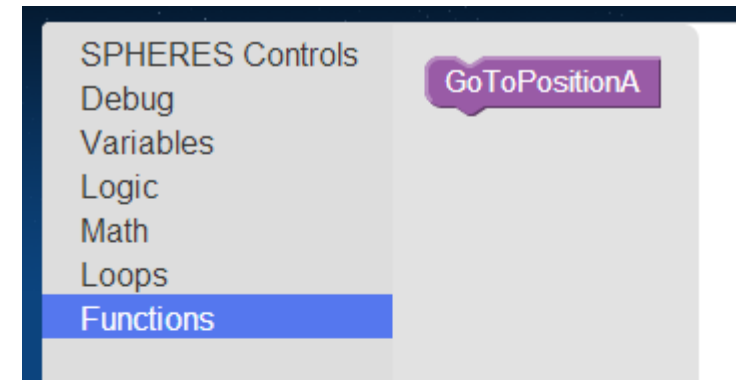 SPHERES Controls
Debug
Variables
Logic
Math
Loops
Functions
GoToPositionA